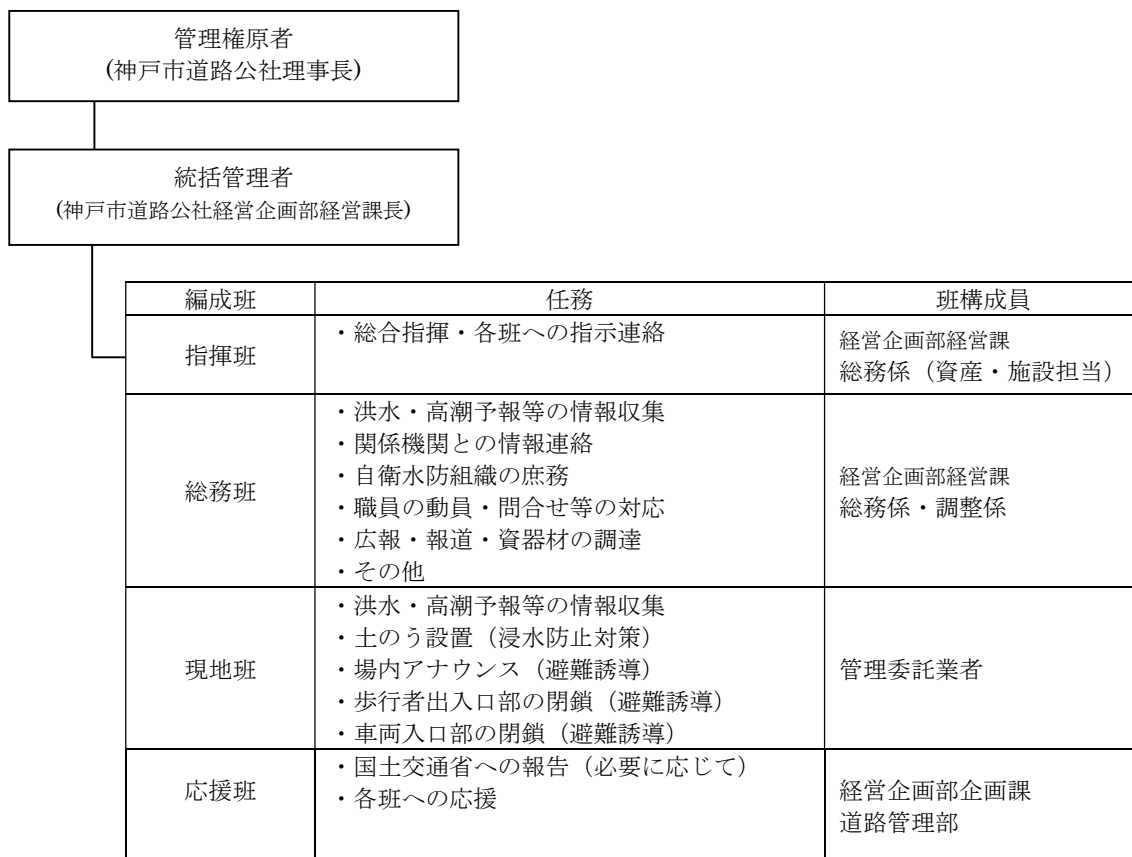 管理権原者
(神戸市道路公社理事長)
統括管理者
(神戸市道路公社経営企画部経営課長)
編成班 任務 班構成員
指揮班
・総合指揮・各班への指示連絡
経営企画部経営課
総務係（資産・施設担当）
総務班
・洪水・高潮予報等の情報収集
・関係機関との情報連絡
・自衛水防組織の庶務
・職員の動員・問合せ等の対応
・広報・報道・資器材の調達
・その他
経営企画部経営課
総務係・調整係
現地班
・洪水・高潮予報等の情報収集
・土のう設置（浸水防止対策）
・場内アナウンス（避難誘導）
・歩行者出入口部の閉鎖（避難誘導）
・車両入口部の閉鎖（避難誘導）
管理委託業者
応援班
・国土交通省への報告（必要に応じて）
・各班への応援
経営企画部企画課
道路管理部